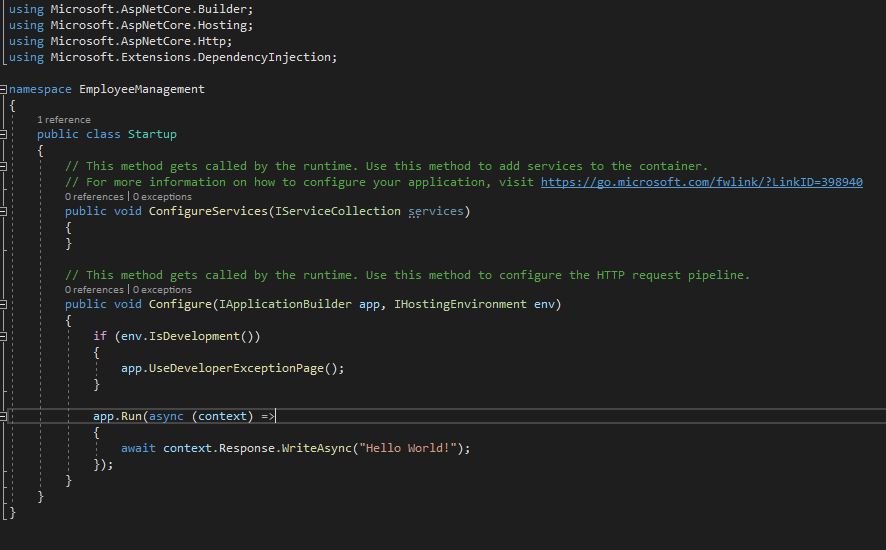 using Microsoft.AspNetCore.Builder;
using Microsoft.AspNetCore.Hosting;
using Microsoft.AspNetCore.Http;
using Microsoft.Extensions.DependencyInjection;
namespace EmployeeManagement
{
1 reference
public class Startup
{
// This method gets called by the runtime. Use this method to add services to the container.
// For more information on how to configure your application, visit https://go.microsoft.com/fwlink/?LinkID=398940
0 references | 0 exceptions
public void ConfigureServices(IServiceCollection services)
{
}
// This method gets called by the runtime. Use this method to configure the HTTP request pipeline.
0 references | 0 exceptions
public void Configure(IApplicationBuilder app, IHostingEnvironment env)
{
if (env.IsDevelopment())
{
app.UseDeveloperExceptionPage();
}
app.Run(async (context) =>
{
await context.Response.WriteAsync("Hello World!");
});
}
}
}